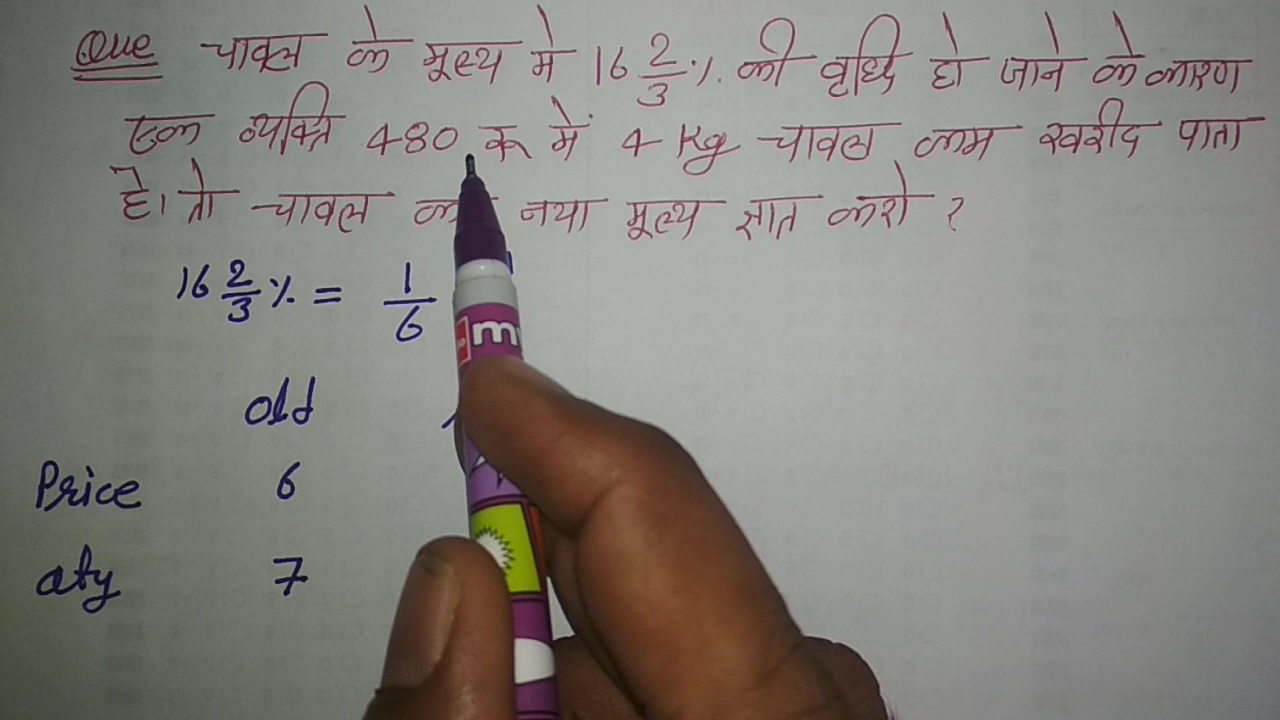 Que चावल के मूल्य मे 16 2/3 % की वृध्दि हो जाने के कारण
एक व्यक्ति 480 रू में 4 Kg चावल कम खरीद पाता
है। तो चावल का नया मूल्य ज्ञात करो ?
16 2/3 % = 1/6
old
Price 6
Qty 7